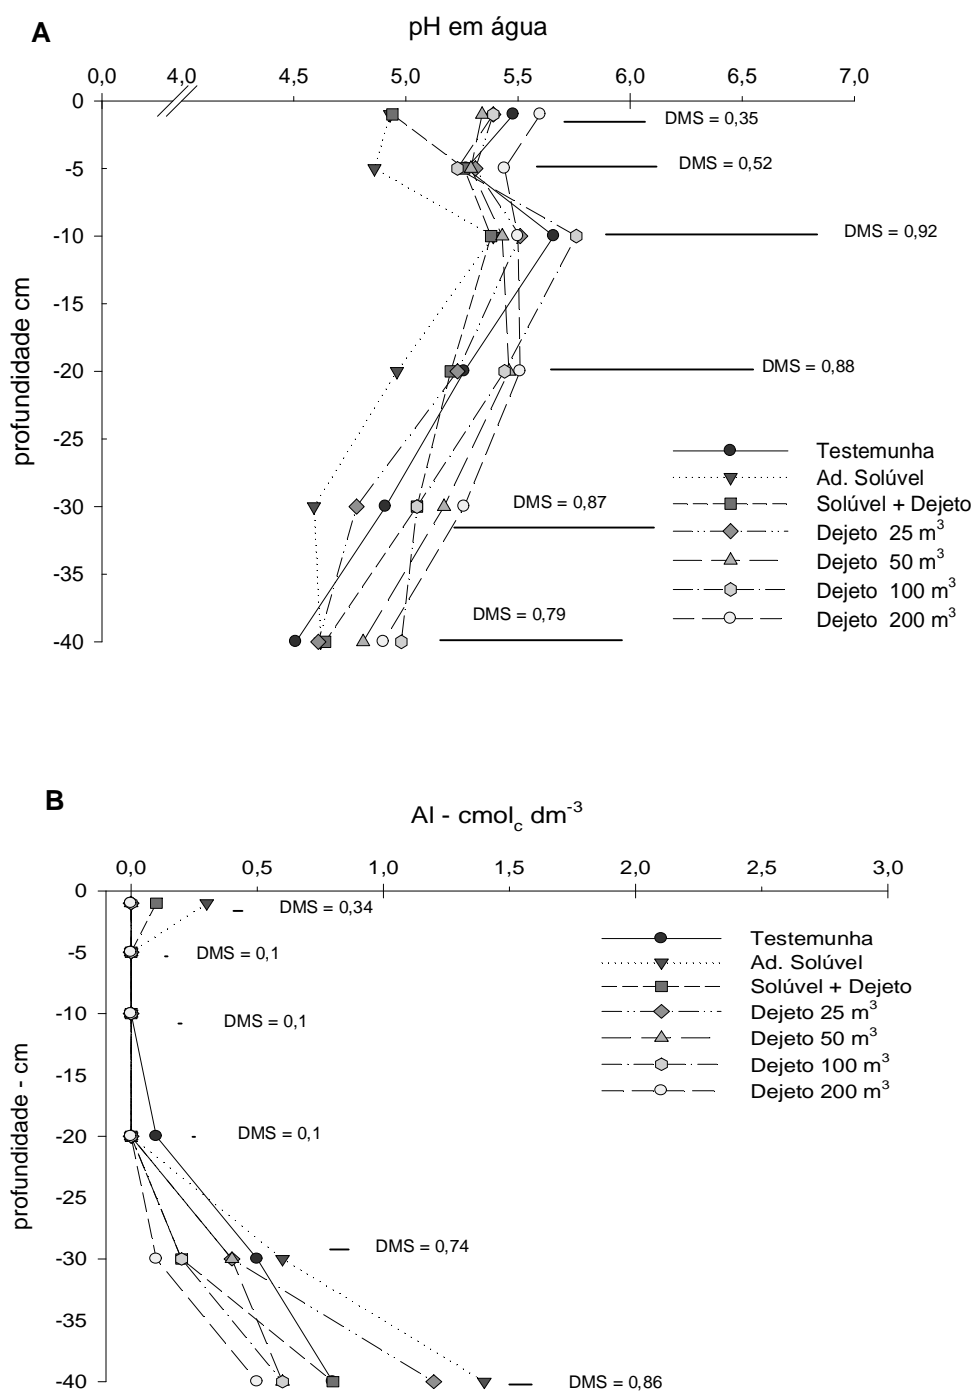 A
pH em água
0,0 4,0 4,5 5,0 5,5 6,0 6,5 7,0
0
DMS = 0,35
-5
DMS = 0,52
-10
DMS = 0,92
-15
-20
DMS = 0,88
-25
-30
DMS = 0,87
-35
-40
DMS = 0,79
profundidade cm
Testemunha
Ad. Solúvel
Solúvel + Dejeto
Dejeto 25 m³
Dejeto 50 m³
Dejeto 100 m³
Dejeto 200 m³
B
Al - cmol꜀ dm⁻³
0,0 0,5 1,0 1,5 2,0 2,5 3,0
0
DMS = 0,34
-5
DMS = 0,1
-10
DMS = 0,1
-15
-20
DMS = 0,1
-25
-30
DMS = 0,74
-35
-40
DMS = 0,86
profundidade - cm
Testemunha
Ad. Solúvel
Solúvel + Dejeto
Dejeto 25 m³
Dejeto 50 m³
Dejeto 100 m³
Dejeto 200 m³